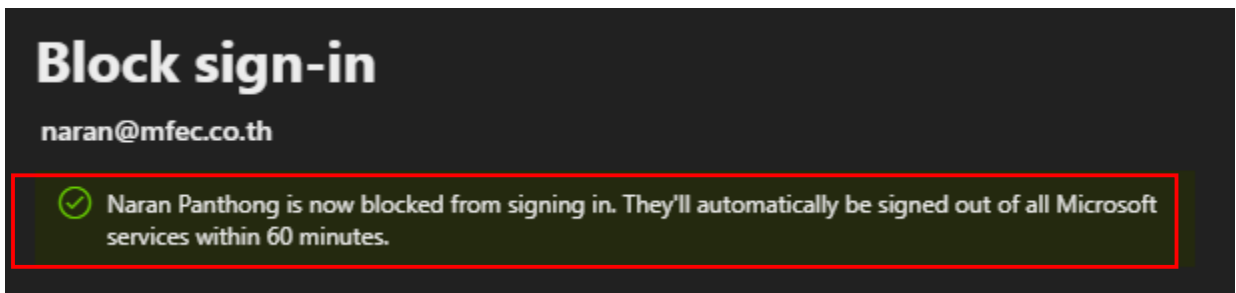 Block sign-in
naran@mfec.co.th
Naran Panthong is now blocked from signing in. They'll automatically be signed out of all Microsoft
services within 60 minutes.